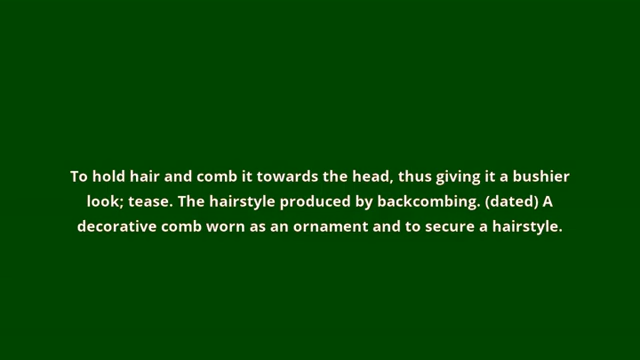 To hold hair and comb it towards the head, thus giving it a bushier
look; tease. The hairstyle produced by backcombing. (dated) A
decorative comb worn as an ornament and to secure a hairstyle.